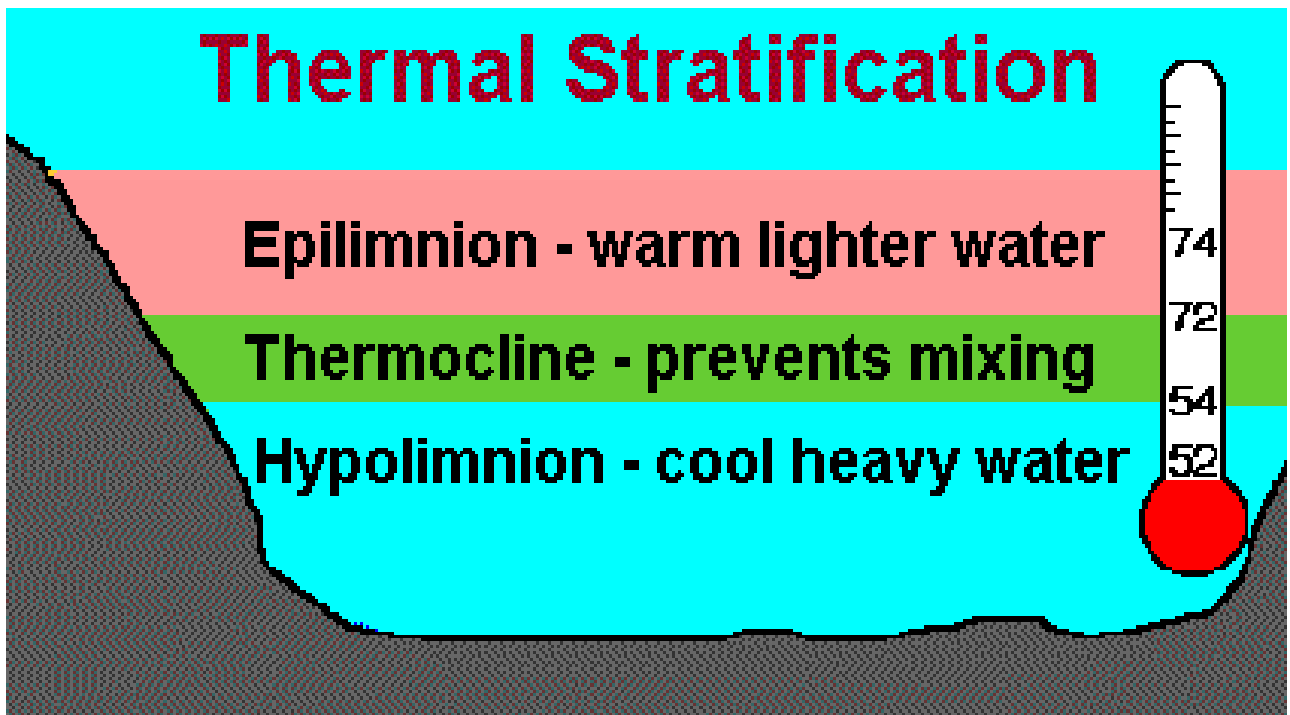 Thermal Stratification
Epilimnion - warm lighter water
74
72
Thermocline - prevents mixing
54
Hypolimnion - cool heavy water
52